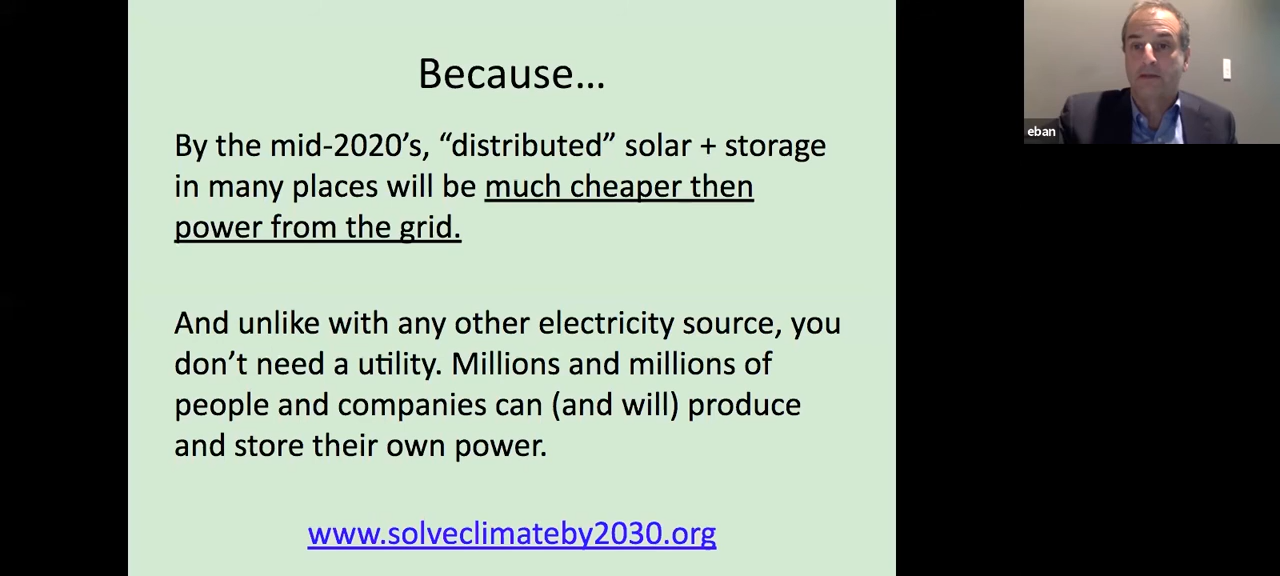 Because...
By the mid-2020’s, “distributed” solar + storage
in many places will be much cheaper then
power from the grid.
And unlike with any other electricity source, you
don’t need a utility. Millions and millions of
people and companies can (and will) produce
and store their own power.
www.solveclimateby2030.org
eban